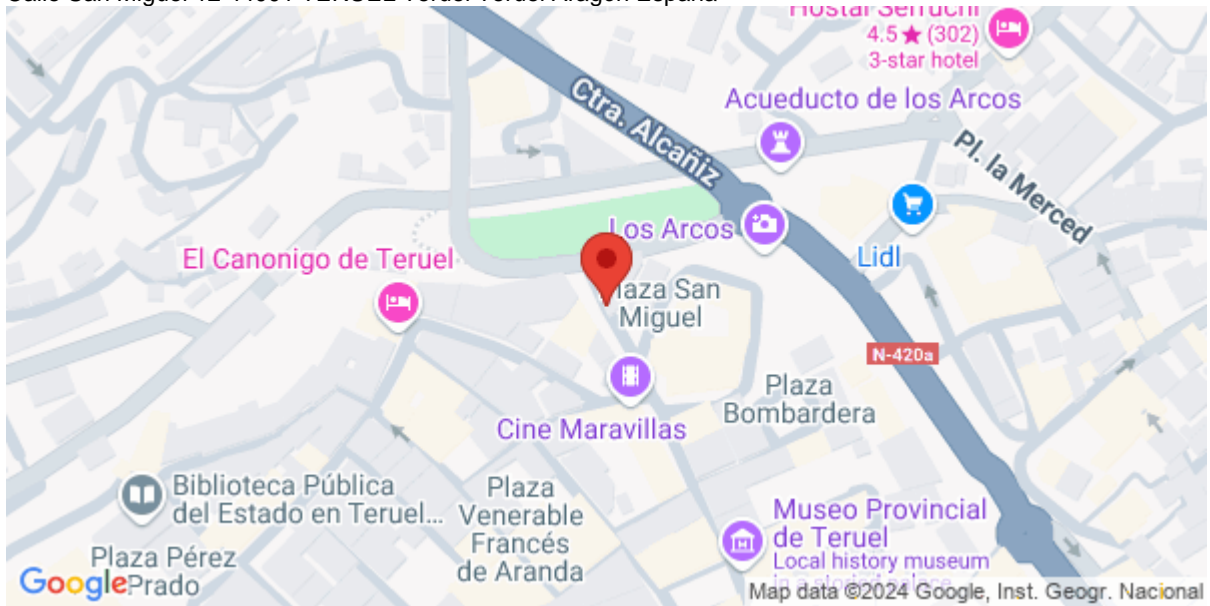 Hostal Serruchi
4.5★ (302)
3-star hotel
Ctra. Alcañiz
Acueducto de los Arcos
Pl. la Merced
Los Arcos
Lidl
El Canonigo de Teruel
Plaza San
Miguel
N-420a
Plaza
Bombardera
Cine Maravillas
Biblioteca Pública
del Estado en Teruel...
Plaza
Venerable
Francés
de Aranda
Museo Provincial
de Teruel
Local history museum
Plaza Pérez
Prado
Google
Map data ©2024 Google, Inst. Geogr. Nacional